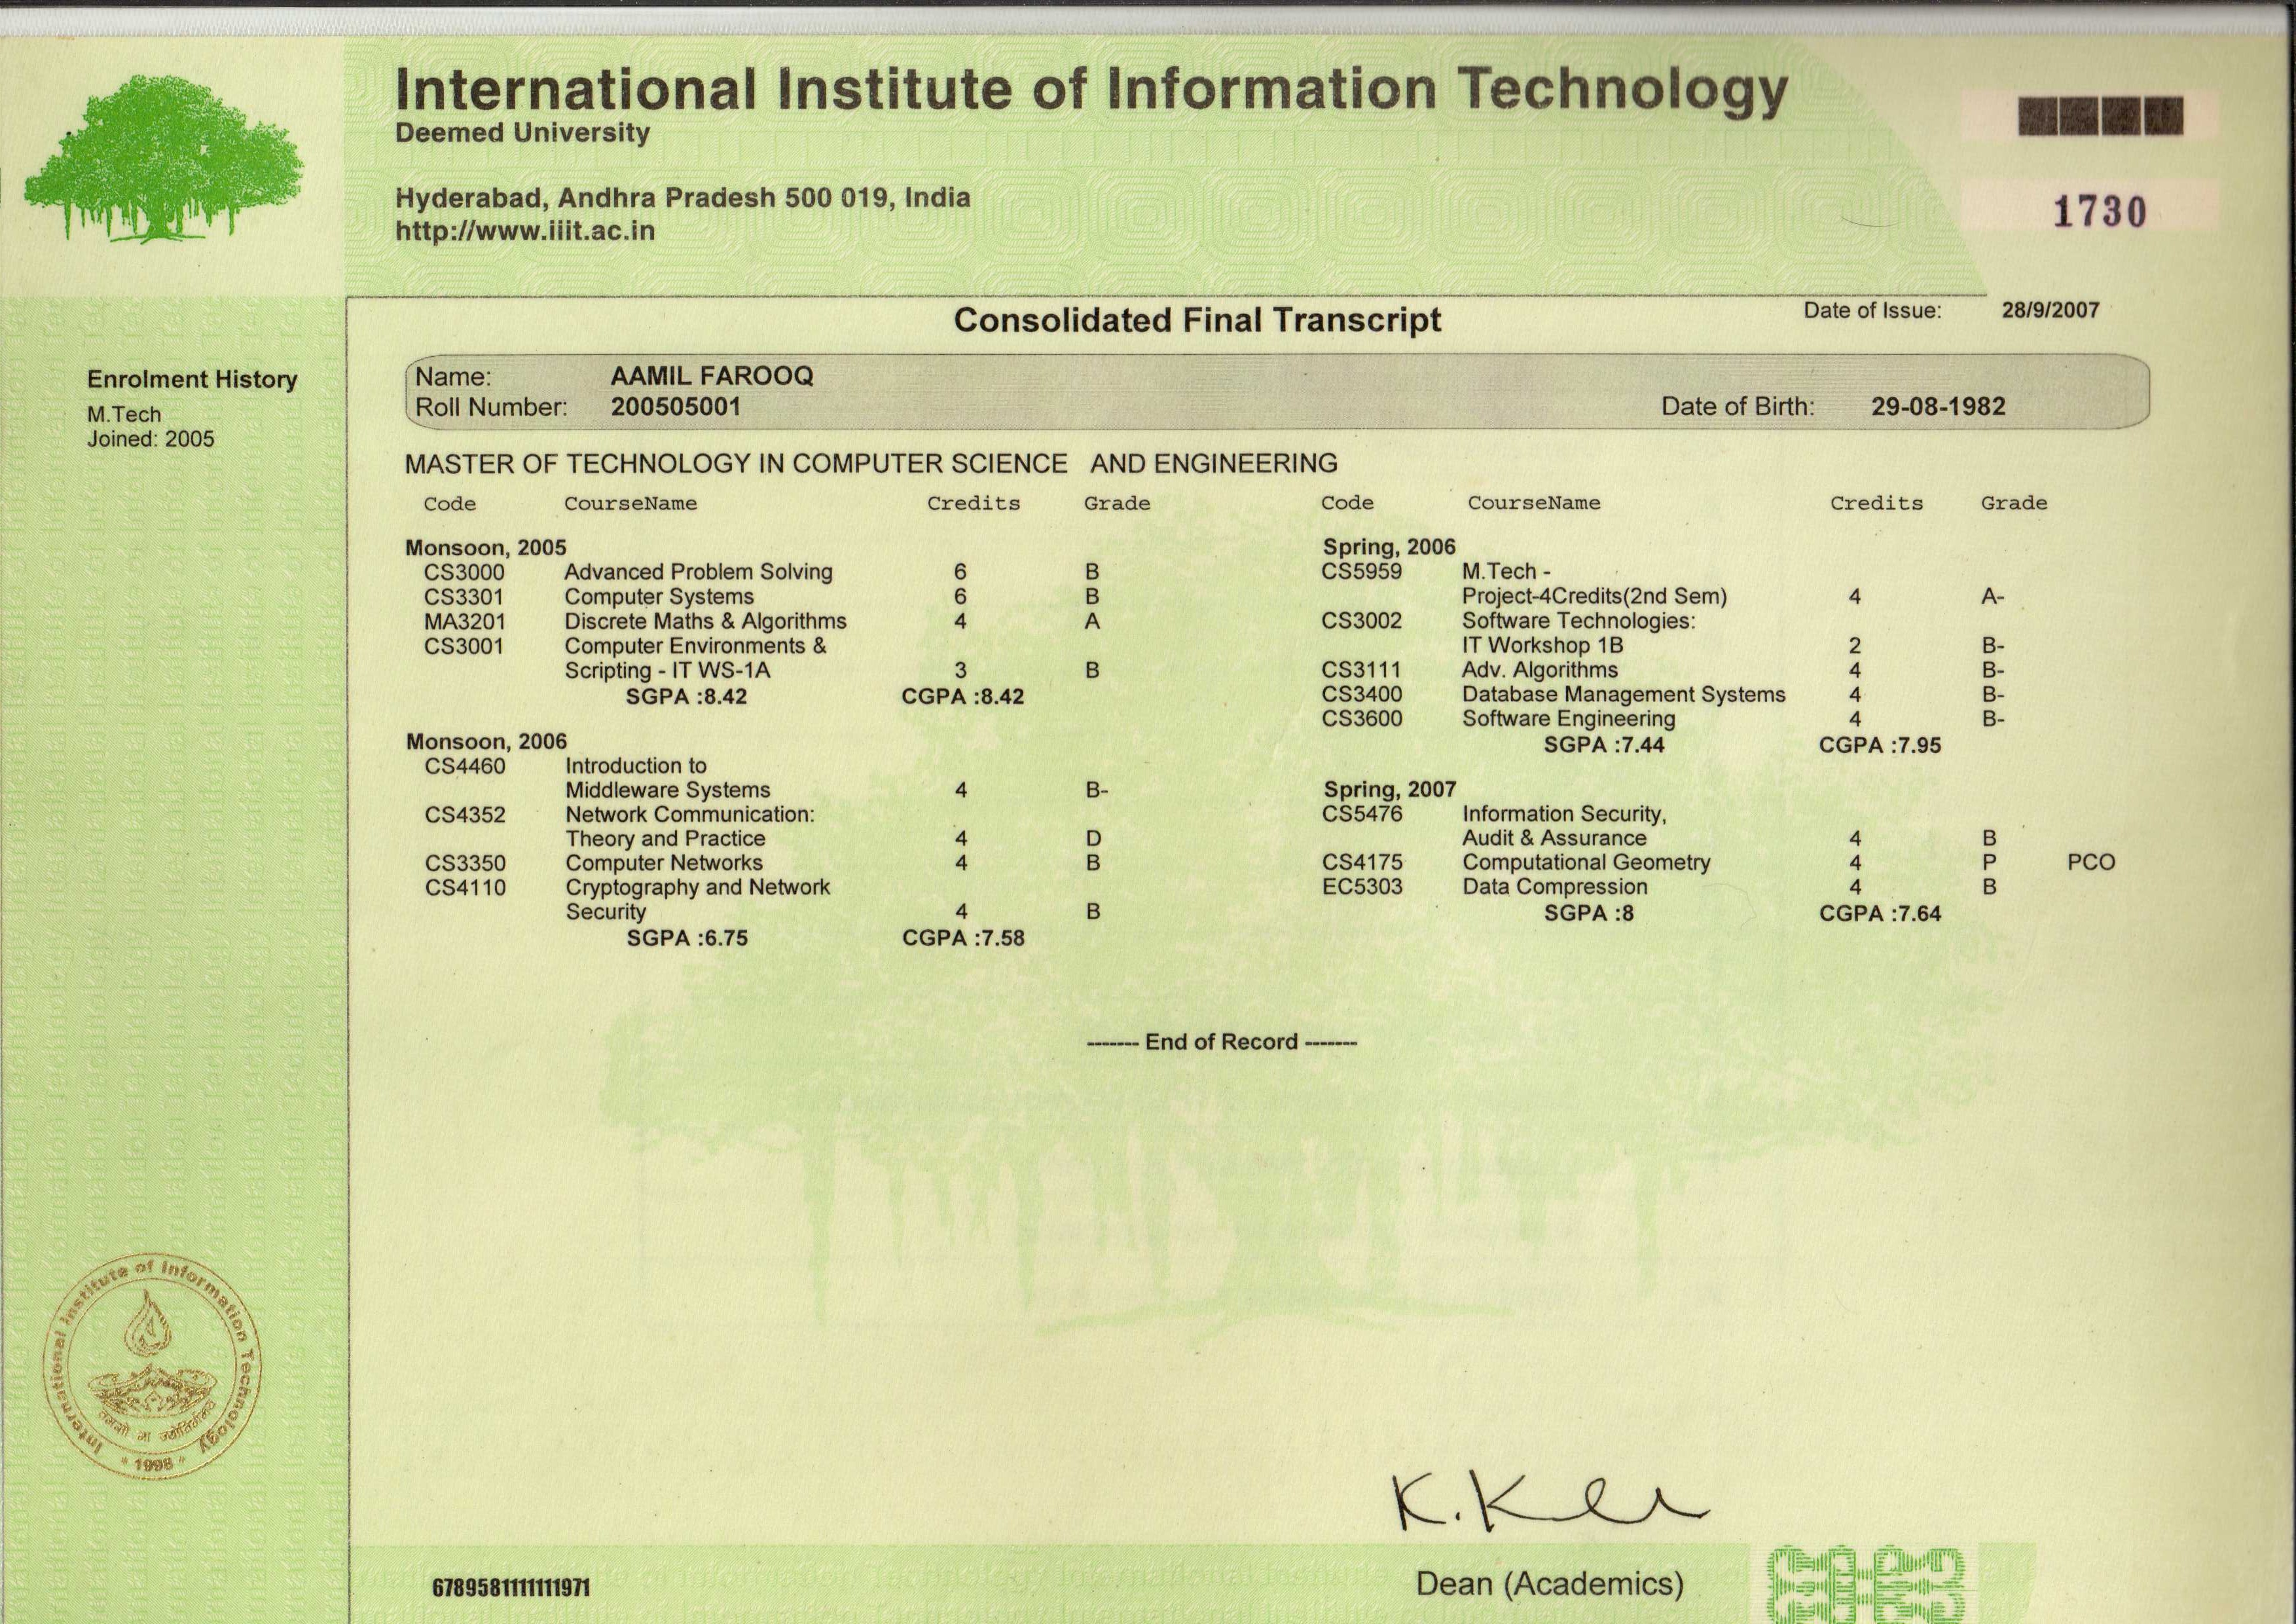 International Institute of Information Technology
Deemed University
Hyderabad, Andhra Pradesh 500 019, India
http://www.iiit.ac.in
1730
Consolidated Final Transcript
Date of Issue: 28/9/2007
Enrolment History
M.Tech
Joined: 2005
Name: AAMIL FAROOQ
Roll Number: 200505001 Date of Birth: 29-08-1982
MASTER OF TECHNOLOGY IN COMPUTER SCIENCE AND ENGINEERING
Code CourseName Credits Grade
Monsoon, 2005
CS3000 Advanced Problem Solving 6 B
CS3301 Computer Systems 6 B
MA3201 Discrete Maths & Algorithms 4 A
CS3001 Computer Environments &
Scripting - IT WS-1A 3 B
SGPA :8.42 CGPA :8.42
Monsoon, 2006
CS4460 Introduction to
Middleware Systems 4 B-
CS4352 Network Communication:
Theory and Practice 4 D
CS3350 Computer Networks 4 B
CS4110 Cryptography and Network
Security 4 B
SGPA :6.75 CGPA :7.58
Code CourseName Credits Grade
Spring, 2006
CS5959 M.Tech -
Project-4Credits(2nd Sem) 4 A-
CS3002 Software Technologies:
IT Workshop 1B 2 B-
CS3111 Adv. Algorithms 4 B-
CS3400 Database Management Systems 4 B-
CS3600 Software Engineering 4 B-
SGPA :7.44 CGPA :7.95
Spring, 2007
CS5476 Information Security,
Audit & Assurance 4 B
CS4175 Computational Geometry 4 P PCO
EC5303 Data Compression 4 B
SGPA :8 CGPA :7.64
------- End of Record -------
International Institute of Information Technology
* 1998 *
Dean (Academics)
6789581111111971